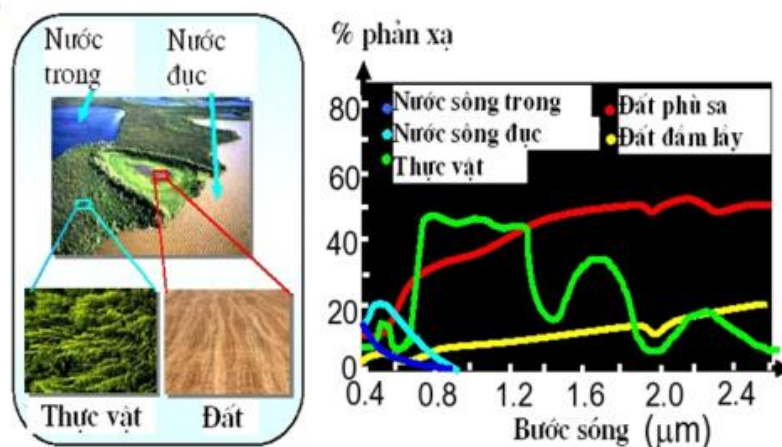 Nước
trong
Nước
đục
Thực vật
Đất
% phản xạ
Nước sông trong
Nước sông đục
Thực vật
Đất phù sa
Đất đầm lầy
80
60
40
20
0
0.4
0.8
1.2
1.6
2.0
2.4
Bước sóng (μm)